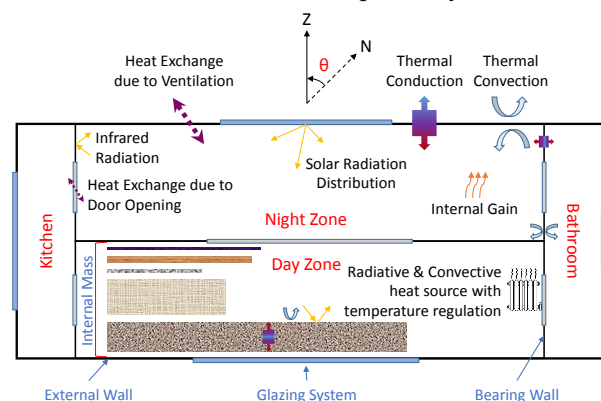 Z
N
θ
Heat Exchange
due to Ventilation
Thermal
Conduction
Thermal
Convection
Infrared
Radiation
Solar Radiation
Distribution
Heat Exchange due to
Door Opening
Internal Gain
Night Zone
Kitchen
Bathroom
Day Zone
Internal Mass
Radiative & Convective
heat source with
temperature regulation
External Wall
Glazing System
Bearing Wall